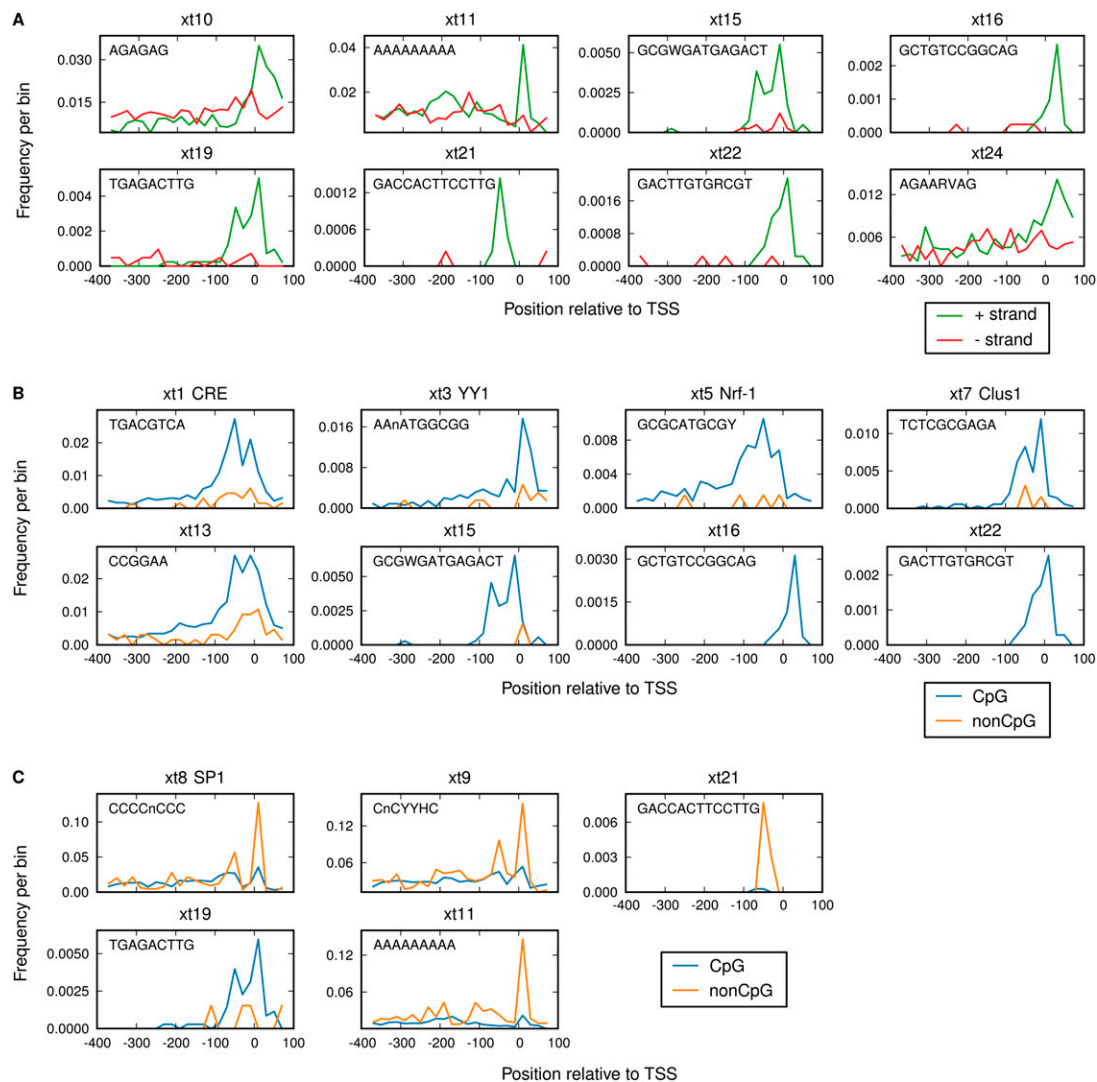 A
xt10 xt11 xt15 xt16
AGAGAG AAAAAAAAA GCGWGATGAGACT GCTGTCCGGCAG
0.030 0.04 0.0050 0.002
0.015 0.02 0.0025 0.001
0.0000 0.000
xt19 xt21 xt22 xt24
TGAGACTTG GACCACTTCCTTG GACTTGTGRCGT AGAARVAG
0.004 0.0012 0.0016 0.012
0.002 0.0006 0.0008 0.006
0.000 0.0000 0.0000
-400 -300 -200 -100 0 100 -400 -300 -200 -100 0 100 -400 -300 -200 -100 0 100 -400 -300 -200 -100 0 100
Frequency per bin
Position relative to TSS
+ strand
- strand
B
xt1 CRE xt3 YY1 xt5 Nrf-1 xt7 Clus1
TGACGTCA AAnATGGCGG GCGCATGCGY TCTCGCGAGA
0.02 0.016 0.008 0.010
0.01 0.008 0.004 0.005
0.00 0.000 0.000 0.000
xt13 xt15 xt16 xt22
CCGGAA GCGWGATGAGACT GCTGTCCGGCAG GACTTGTGRCGT
0.02 0.0050 0.0030 0.002
0.01 0.0025 0.0015 0.001
0.00 0.0000 0.0000 0.000
-400 -300 -200 -100 0 100 -400 -300 -200 -100 0 100 -400 -300 -200 -100 0 100 -400 -300 -200 -100 0 100
Frequency per bin
Position relative to TSS
CpG
nonCpG
C
xt8 SP1 xt9 xt21
CCCCnCCC CnCYYHC GACCACTTCCTTG
0.10 0.12 0.006
0.05 0.06 0.003
0.00 0.000
-400 -300 -200 -100 0 100
xt19 xt11
TGAGACTTG AAAAAAAAA
0.0050 0.12
0.0025 0.06
0.0000
-400 -300 -200 -100 0 100 -400 -300 -200 -100 0 100
Frequency per bin
Position relative to TSS
CpG
nonCpG